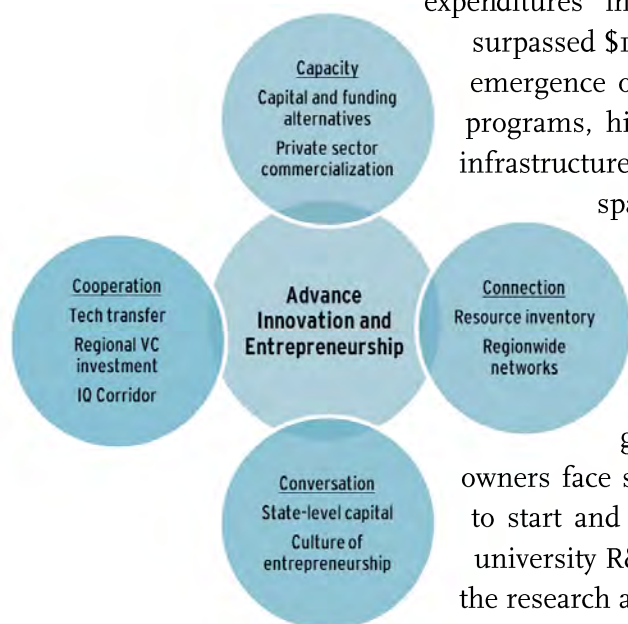 expenditures
surpassed
emergence
programs,
infrastructure
Capacity
Capital and funding
alternatives
Private sector
commercialization
Cooperation
Tech transfer
Regional VC
investment
IQ Corridor
Advance
Innovation and
Entrepreneurship
Connection
Resource inventory
Regionwide
networks
Conversation
State-level capital
Culture of
entrepreneurship
owners face
to start and
university
the research